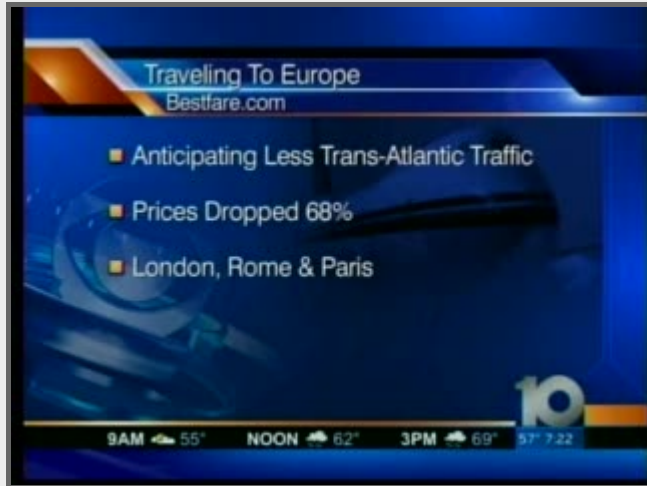 Traveling To Europe
Bestfare.com
Anticipating Less Trans-Atlantic Traffic
Prices Dropped 68%
London, Rome & Paris
10
9AM 55° NOON 62° 3PM 69° 57° 7:22